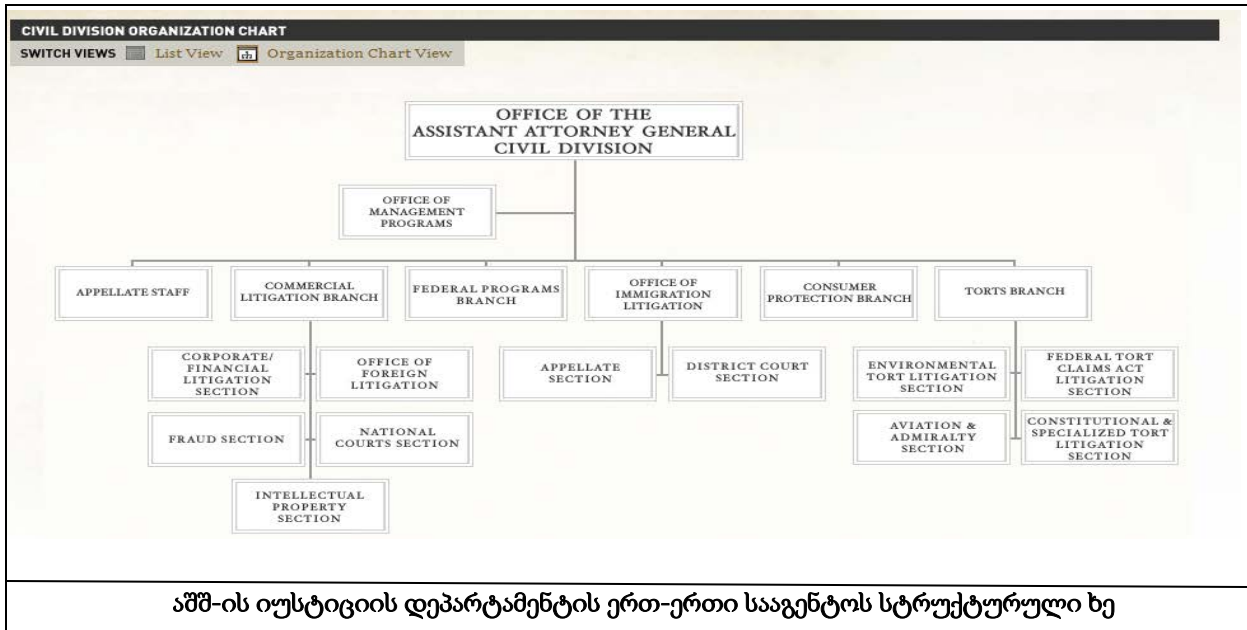 CIVIL DIVISION ORGANIZATION CHART
SWITCH VIEWS List View Organization Chart View
OFFICE OF THE
ASSISTANT ATTORNEY GENERAL
CIVIL DIVISION
OFFICE OF
MANAGEMENT
PROGRAMS
APPELLATE STAFF
COMMERCIAL
LITIGATION BRANCH
FEDERAL PROGRAMS
BRANCH
OFFICE OF
IMMIGRATION
LITIGATION
CONSUMER
PROTECTION BRANCH
TORTS BRANCH
CORPORATE/
FINANCIAL
LITIGATION
SECTION
OFFICE OF
FOREIGN
LITIGATION
APPELLATE
SECTION
DISTRICT COURT
SECTION
ENVIRONMENTAL
TORT LITIGATION
SECTION
FEDERAL TORT
CLAIMS ACT
LITIGATION
SECTION
FRAUD SECTION
NATIONAL
COURTS SECTION
AVIATION &
ADMIRALTY
SECTION
CONSTITUTIONAL &
SPECIALIZED TORT
LITIGATION
SECTION
INTELLECTUAL
PROPERTY
SECTION
აშშ-ის იუსტიციის დეპარტამენტის ერთ-ერთი სააგენტოს სტრუქტურული ხე